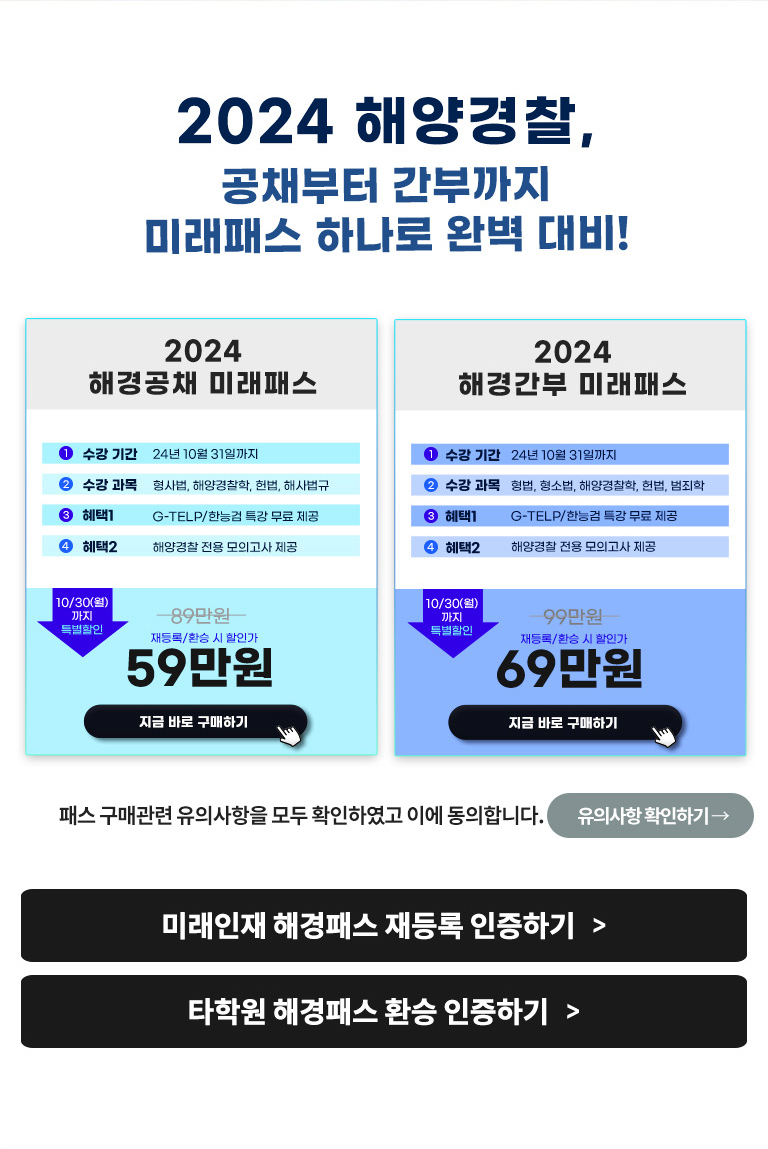 2024 해양경찰,
공채부터 간부까지
미래패스 하나로 완벽 대비!
2024
해경공채 미래패스
1 수강 기간 24년 10월 31일까지
2 수강 과목 형사법, 해양경찰학, 헌법, 해사법규
3 혜택1 G-TELP/한능검 특강 무료 제공
4 혜택2 해양경찰 전용 모의고사 제공
10/30(월)
까지
특별할인
89만원
재등록/환승 시 할인가
59만원
지금 바로 구매하기
2024
해경간부 미래패스
1 수강 기간 24년 10월 31일까지
2 수강 과목 형법, 형소법, 해양경찰학, 헌법, 범죄학
3 혜택1 G-TELP/한능검 특강 무료 제공
4 혜택2 해양경찰 전용 모의고사 제공
10/30(월)
까지
특별할인
99만원
재등록/환승 시 할인가
69만원
지금 바로 구매하기
패스 구매관련 유의사항을 모두 확인하였고 이에 동의합니다. 유의사항 확인하기→
미래인재 해경패스 재등록 인증하기 >
타학원 해경패스 환승 인증하기 >